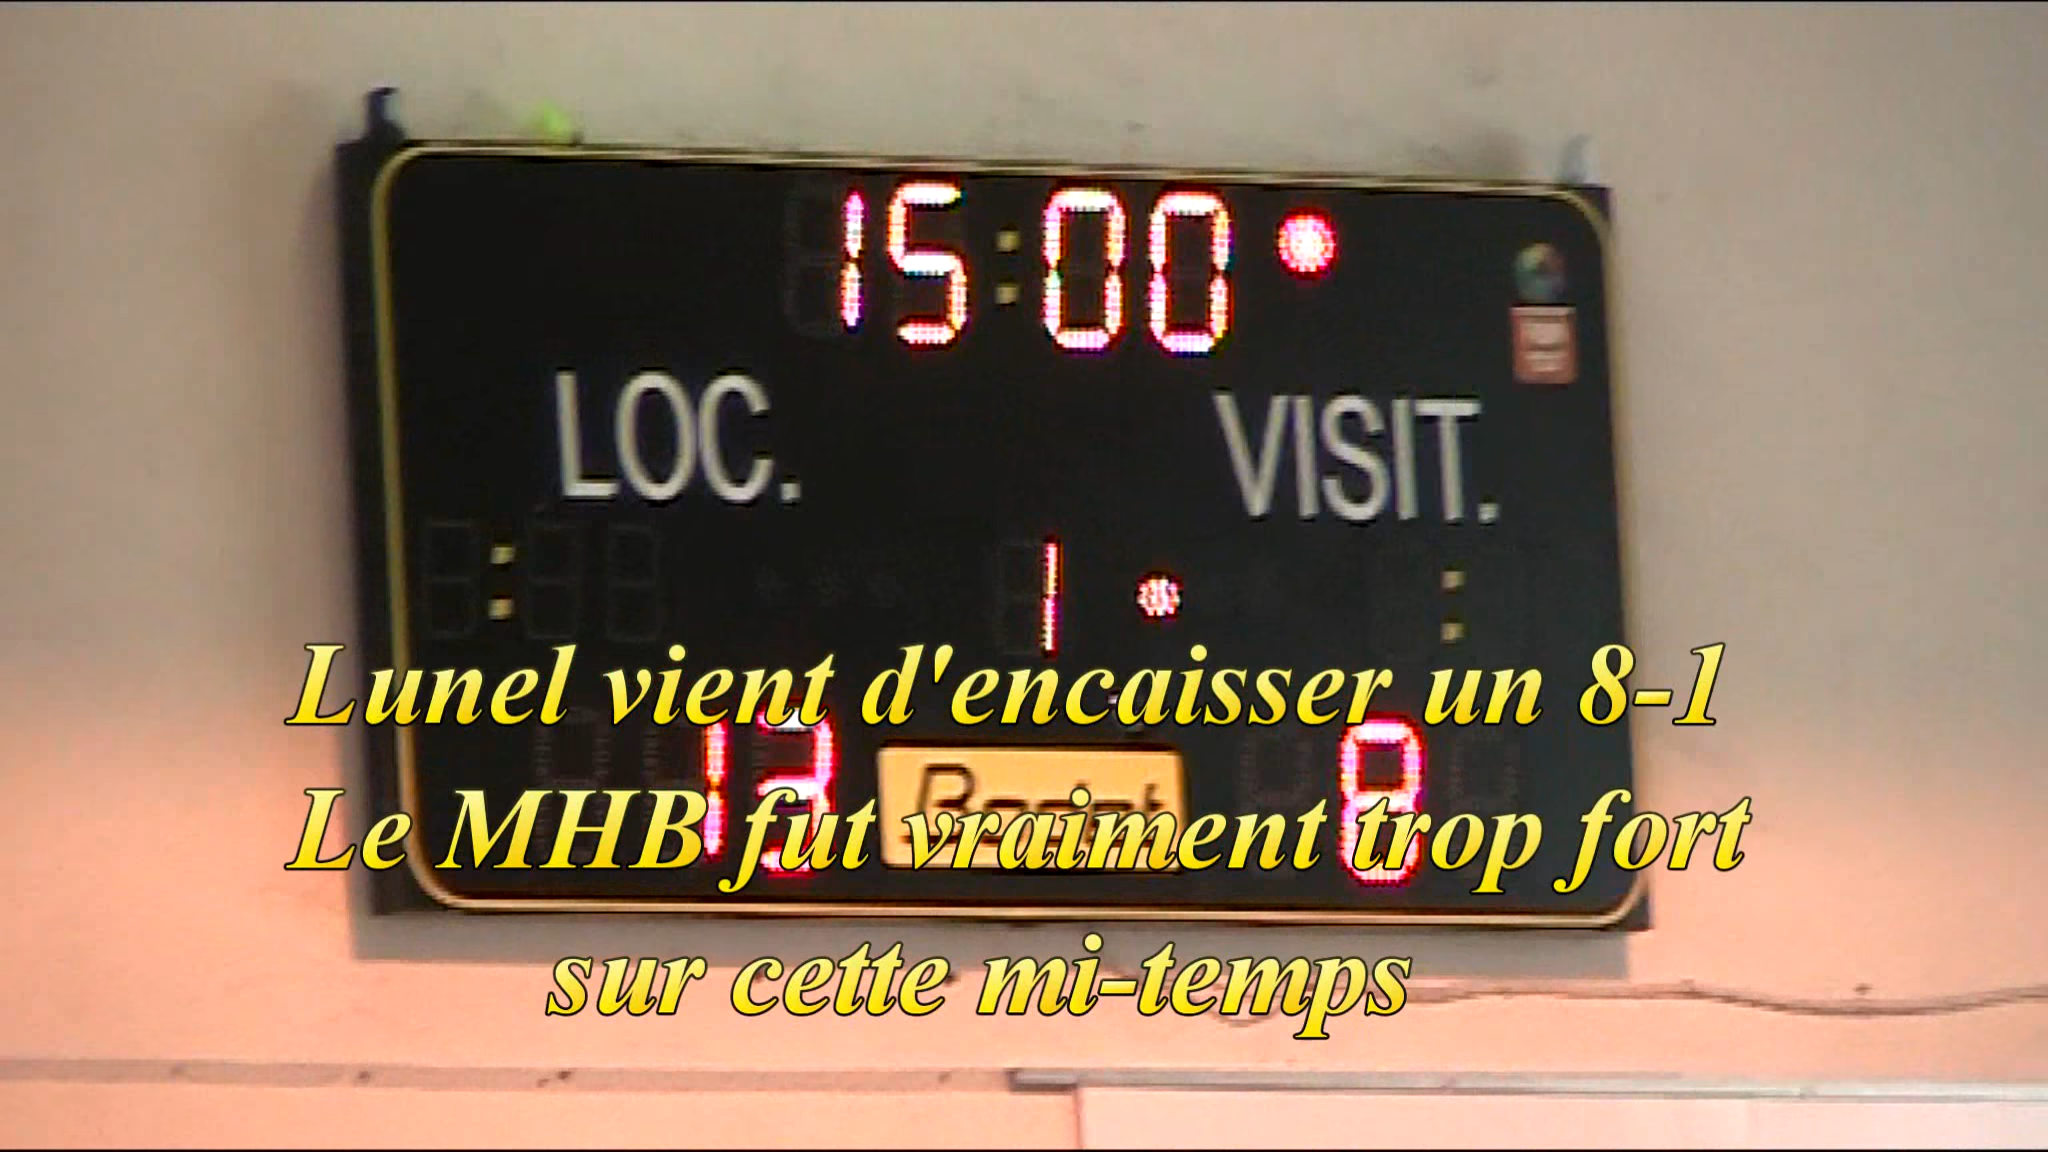 15:00
LOC. VISIT.
1
Lunel vient d'encaisser un 8-1
13 8
Le MHB fut vraiment trop fort
sur cette mi-temps